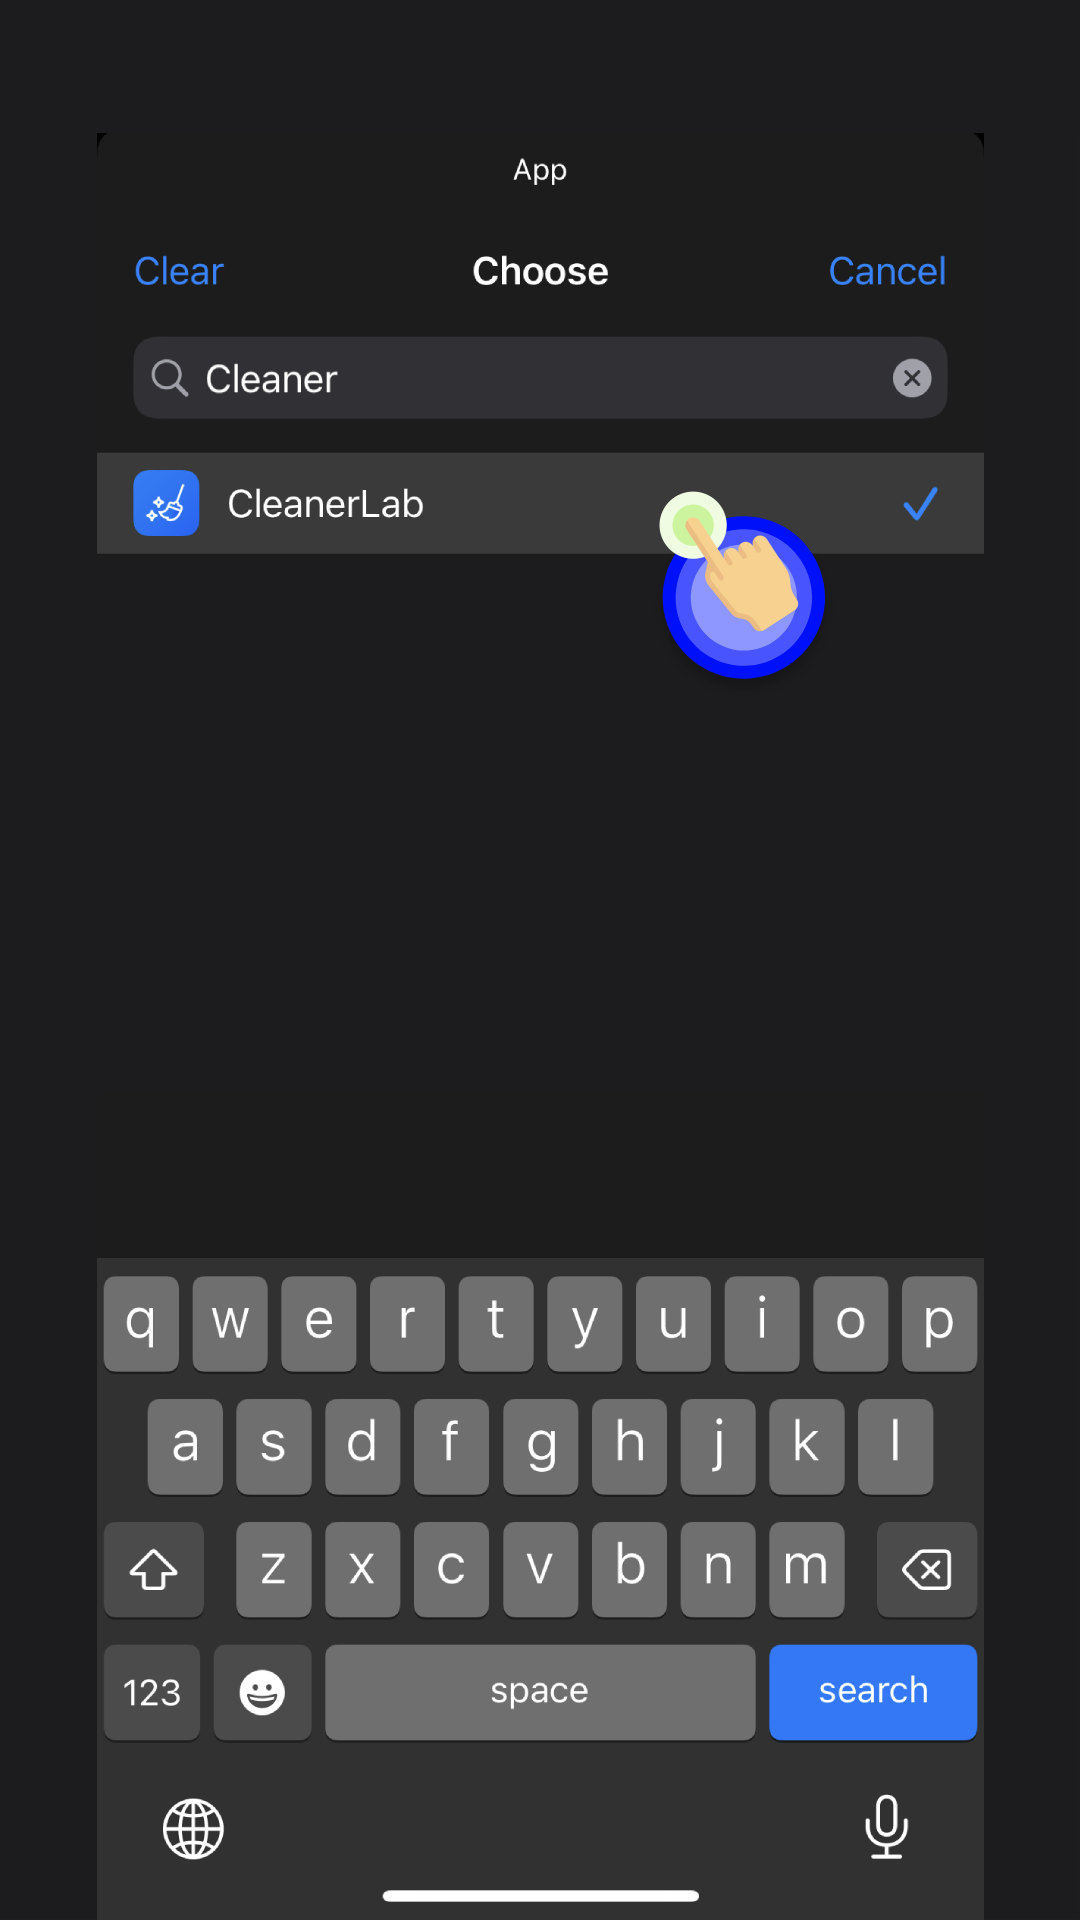 App
Clear Choose Cancel
Cleaner
CleanerLab
q w e r t y u i o p
a s d f g h j k l
z x c v b n m
123 space search